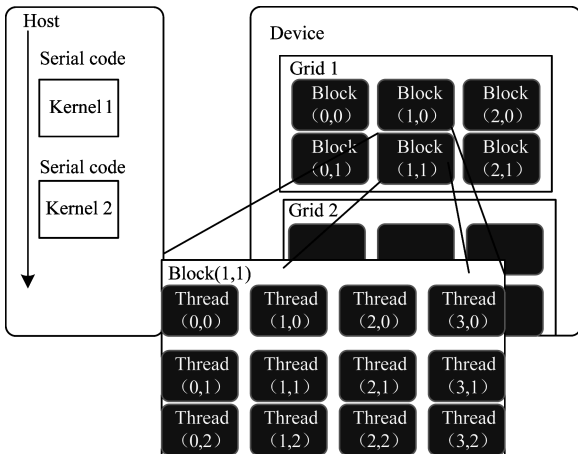 Host
Serial code
Kernel 1
Serial code
Kernel 2
Device
Grid 1
Block Block Block
（0,0） （1,0） （2,0）
Block Block Block
（0,1） （1,1） （2,1）
Grid 2
Block(1,1)
Thread Thread Thread Thread
（0,0） （1,0） （2,0） （3,0）
Thread Thread Thread Thread
（0,1） （1,1） （2,1） （3,1）
Thread Thread Thread Thread
（0,2） （1,2） （2,2） （3,2）